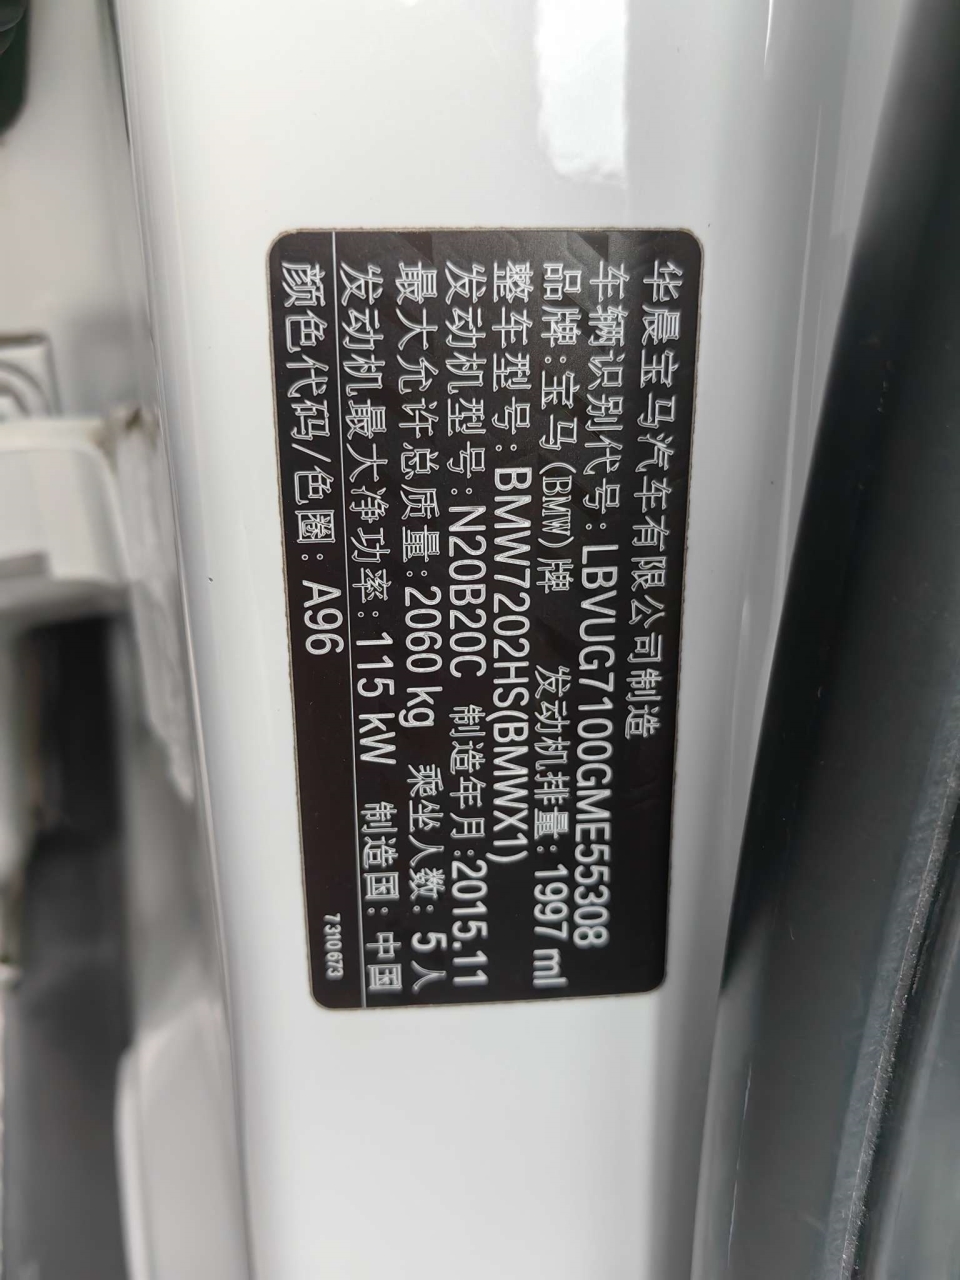 华晨宝马汽车有限公司制造
车辆识别代号:LBVUG7100GME55308
品牌:宝马(BMW)牌 发动机排量:1997 ml
整车型号:BMW7202HS(BMWX1)
发动机型号:N20B20C 制造年月:2015.11
最大允许总质量:2060 kg 乘坐人数:5人
发动机最大净功率:115 kW 制造国:中国
颜色代码/色圈:A96 7310673